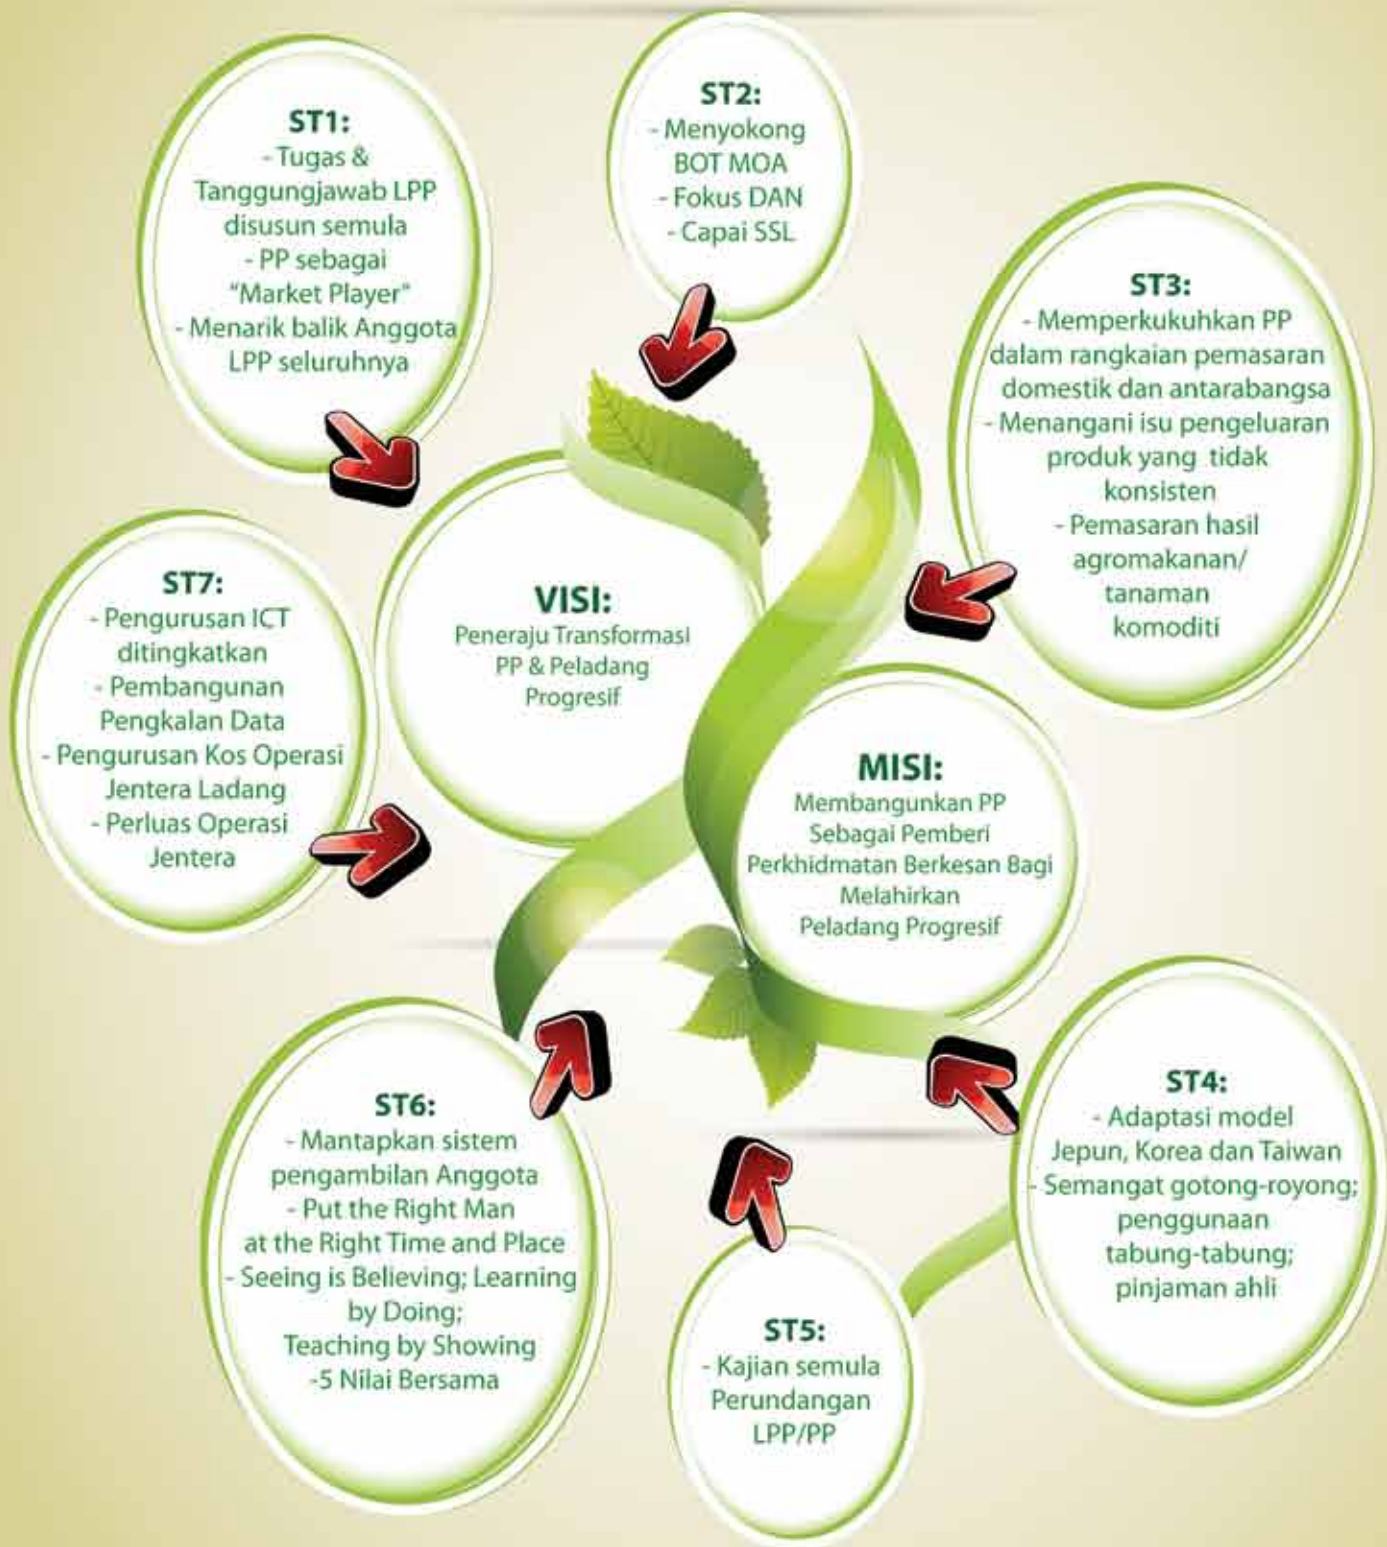 ST1:
- Tugas &
Tanggungjawab LPP
disusun semula
- PP sebagai
"Market Player"
- Menarik balik Anggota
LPP seluruhnya
ST2:
- Menyokong
BOT MOA
- Fokus DAN
- Capai SSL
ST3:
- Memperkukuhkan PP
dalam rangkaian pemasaran
domestik dan antarabangsa
- Menangani isu pengeluaran
produk yang tidak
konsisten
- Pemasaran hasil
agromakanan/
tanaman
komoditi
ST7:
- Pengurusan ICT
ditingkatkan
- Pembangunan
Pengkalan Data
- Pengurusan Kos Operasi
Jentera Ladang
- Perluas Operasi
Jentera
VISI:
Peneraju Transformasi
PP & Peladang
Progresif
MISI:
Membangunkan PP
Sebagai Pemberi
Perkhidmatan Berkesan Bagi
Melahirkan
Peladang Progresif
ST6:
- Mantapkan sistem
pengambilan Anggota
- Put the Right Man
at the Right Time and Place
- Seeing is Believing; Learning
by Doing;
Teaching by Showing
-5 Nilai Bersama
ST5:
- Kajian semula
Perundangan
LPP/PP
ST4:
- Adaptasi model
Jepun, Korea dan Taiwan
- Semangat gotong-royong;
penggunaan
tabung-tabung;
pinjaman ahli